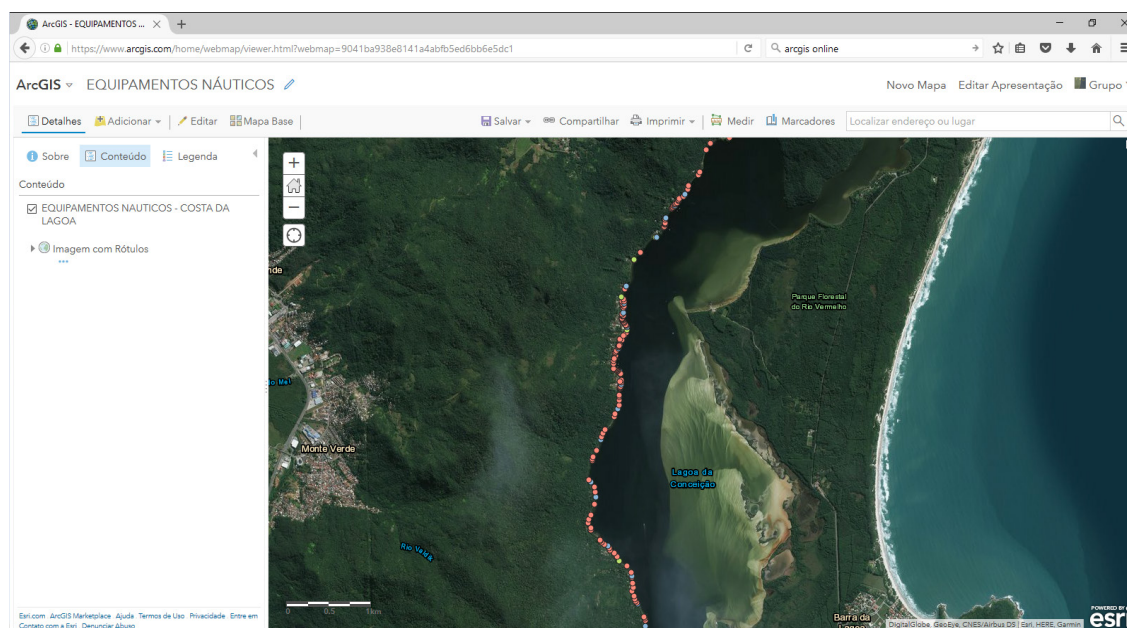 ArcGIS - EQUIPAMENTOS ...
https://www.arcgis.com/home/webmap/viewer.html?webmap=9041ba938e8141a4abfb5ed6bb6e5dc1
arcgis online
ArcGIS
EQUIPAMENTOS NÁUTICOS
Novo Mapa
Editar Apresentação
Grupo
Detalhes
Adicionar
Editar
Mapa Base
Salvar
Compartilhar
Imprimir
Medir
Marcadores
Localizar endereço ou lugar
Sobre
Conteúdo
Legenda
Conteúdo
EQUIPAMENTOS NAUTICOS - COSTA DA
LAGOA
Imagem com Rótulos
nde
Parque Florestal
do Rio Vermelho
o Mel
Monte Verde
Lagoa da
Conceição
Rio Valdik
0 0.5 1km
Barra da
Lagoa
Esri.com ArcGIS Marketplace Ajuda Termos de Uso Privacidade Entre em
Contato com a Esri Denunciar Abuso
DigitalGlobe, GeoEye, CNES/Airbus DS | Esri, HERE, Garmin
POWERED BY
esri